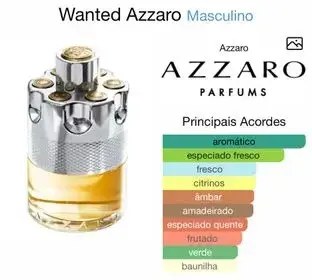 Wanted Azzaro Masculino
Azzaro
AZZARO
PARFUMS
Principais Acordes
aromático
especiado fresco
fresco
citrinos
âmbar
amadeirado
especiado quente
frutado
verde
baunilha